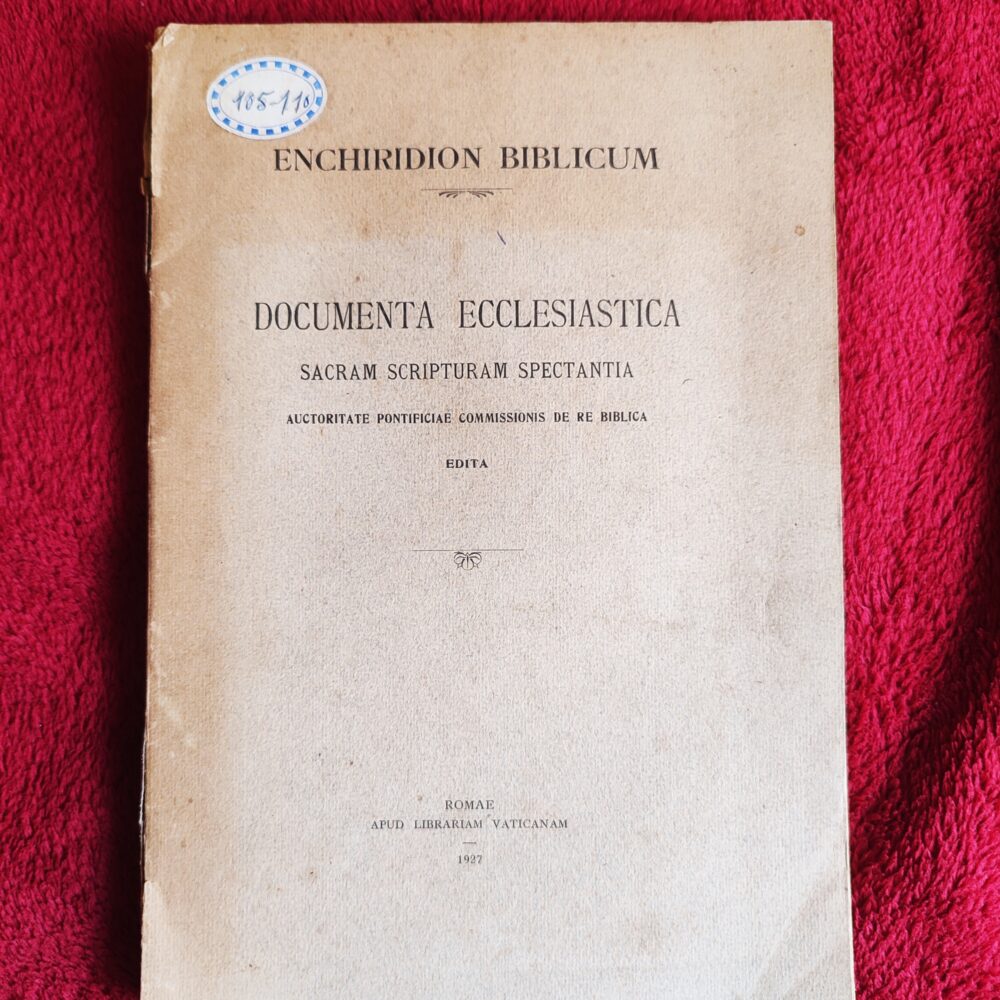 105-110
ENCHIRIDION BIBLICUM
DOCUMENTA ECCLESIASTICA
SACRAM SCRIPTURAM SPECTANTIA
AUCTORITATE PONTIFICIAE COMMISSIONIS DE RE BIBLICA
EDITA
ROMAE
APUD LIBRARIAM VATICANAM
1927